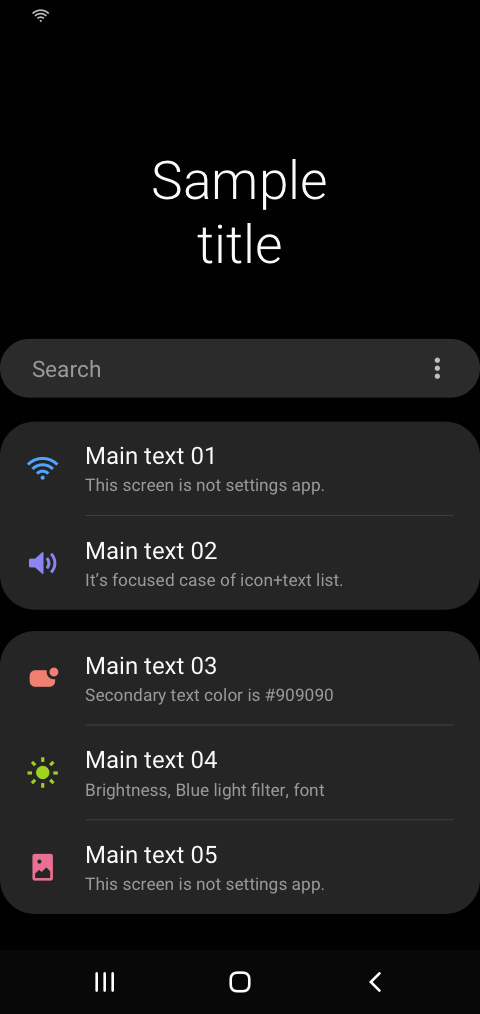 Sample
title
Search
Main text 01
This screen is not settings app.
Main text 02
It’s focused case of icon+text list.
Main text 03
Secondary text color is #909090
Main text 04
Brightness, Blue light filter, font
Main text 05
This screen is not settings app.